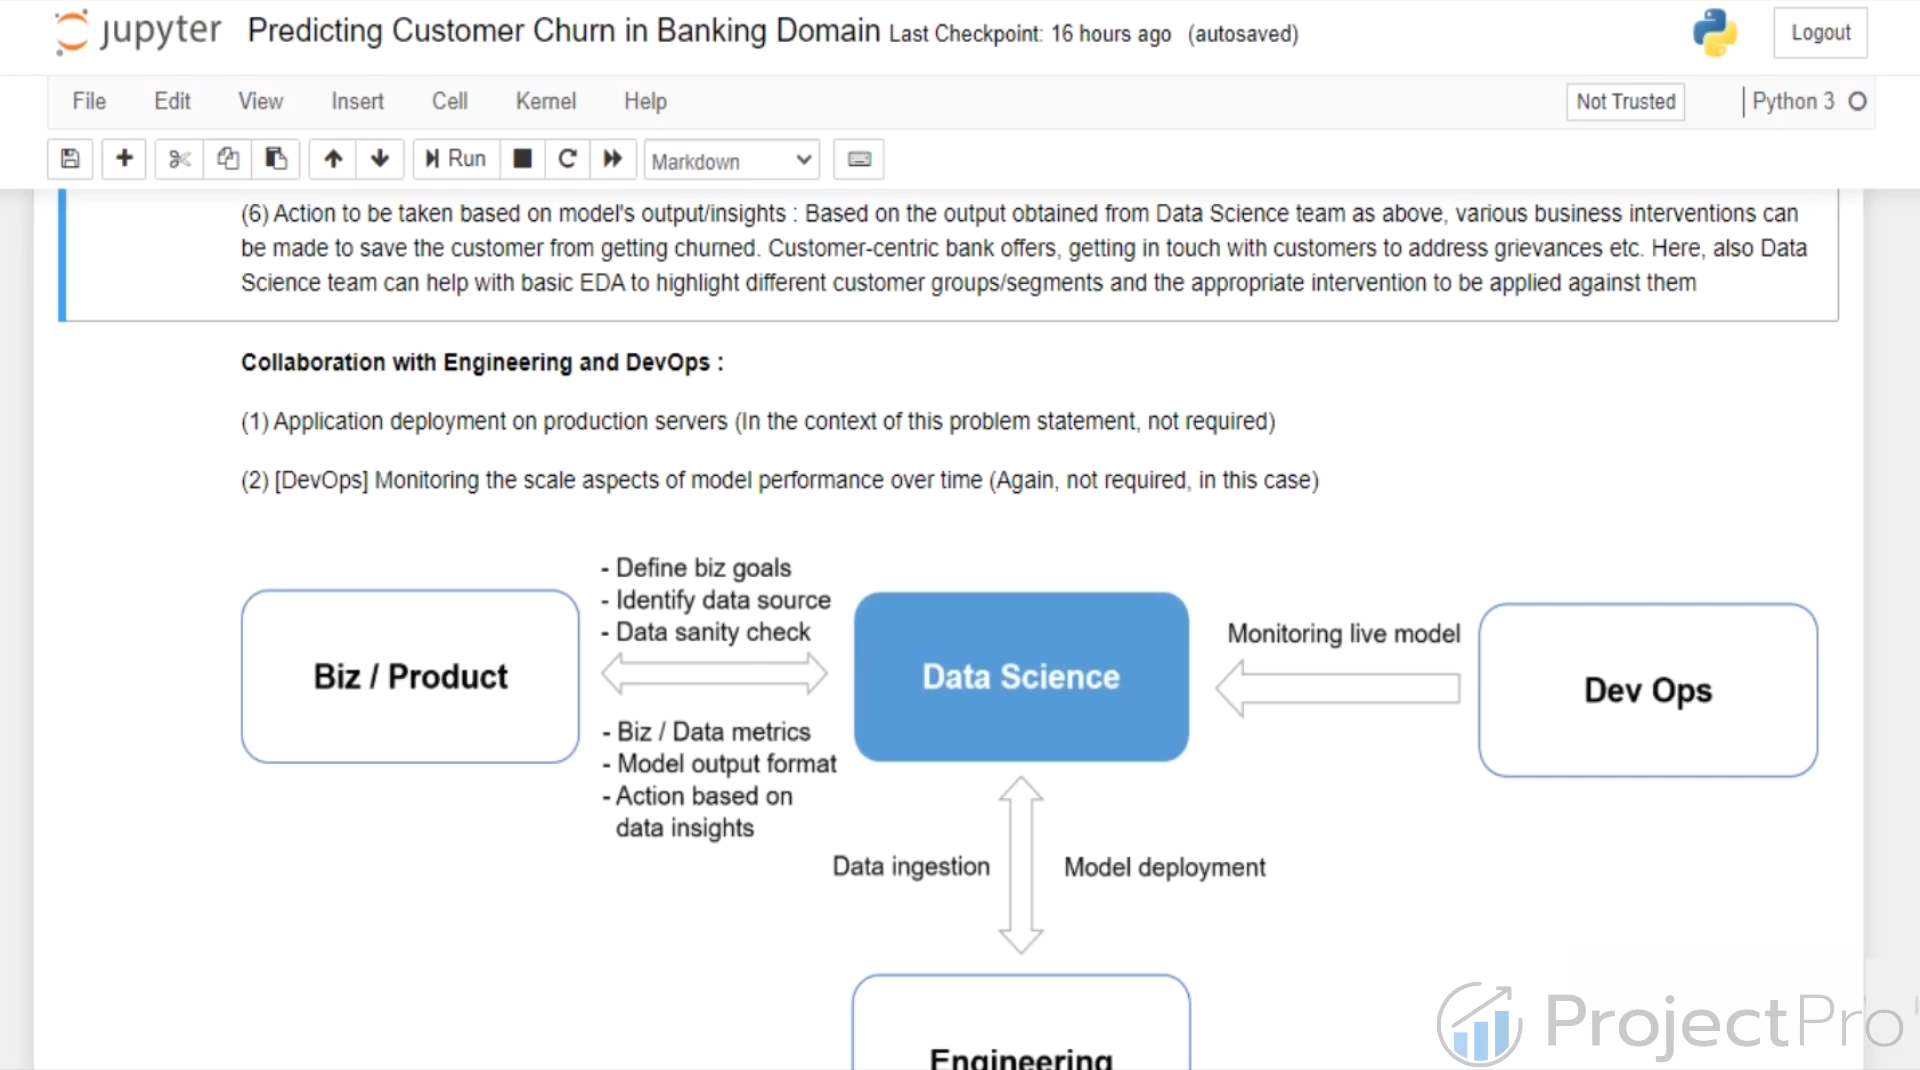 jupyter Predicting Customer Churn in Banking Domain Last Checkpoint: 16 hours ago (autosaved) Logout
File Edit View Insert Cell Kernel Help Not Trusted Python 3
Run Markdown
(6) Action to be taken based on model's output/insights : Based on the output obtained from Data Science team as above, various business interventions can
be made to save the customer from getting churned. Customer-centric bank offers, getting in touch with customers to address grievances etc. Here, also Data
Science team can help with basic EDA to highlight different customer groups/segments and the appropriate intervention to be applied against them
Collaboration with Engineering and DevOps :
(1) Application deployment on production servers (In the context of this problem statement, not required)
(2) [DevOps] Monitoring the scale aspects of model performance over time (Again, not required, in this case)
- Define biz goals
- Identify data source
- Data sanity check
Biz / Product
Data Science
Monitoring live model
Dev Ops
- Biz / Data metrics
- Model output format
- Action based on
data insights
Data ingestion
Model deployment
Engineering
ProjectPro